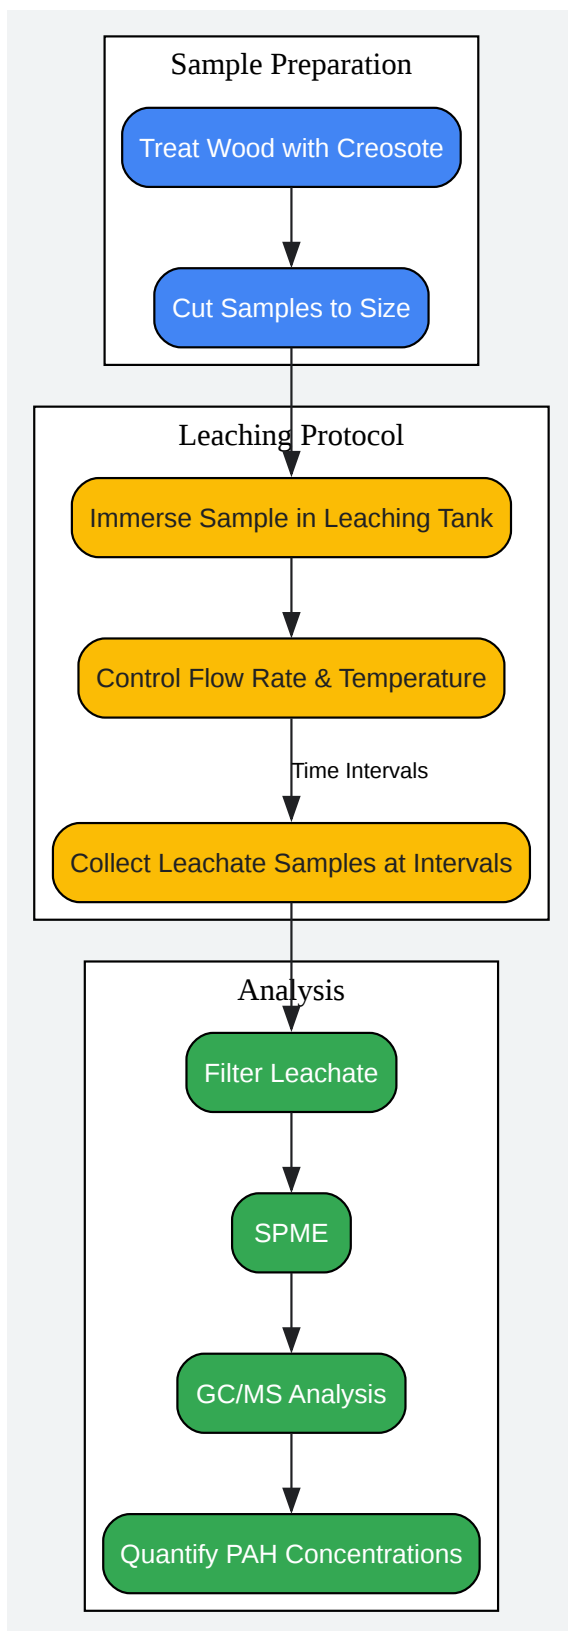 Sample Preparation
Treat Wood with Creosote
Cut Samples to Size
Leaching Protocol
Immerse Sample in Leaching Tank
Control Flow Rate & Temperature
Time Intervals
Collect Leachate Samples at Intervals
Analysis
Filter Leachate
SPME
GC/MS Analysis
Quantify PAH Concentrations